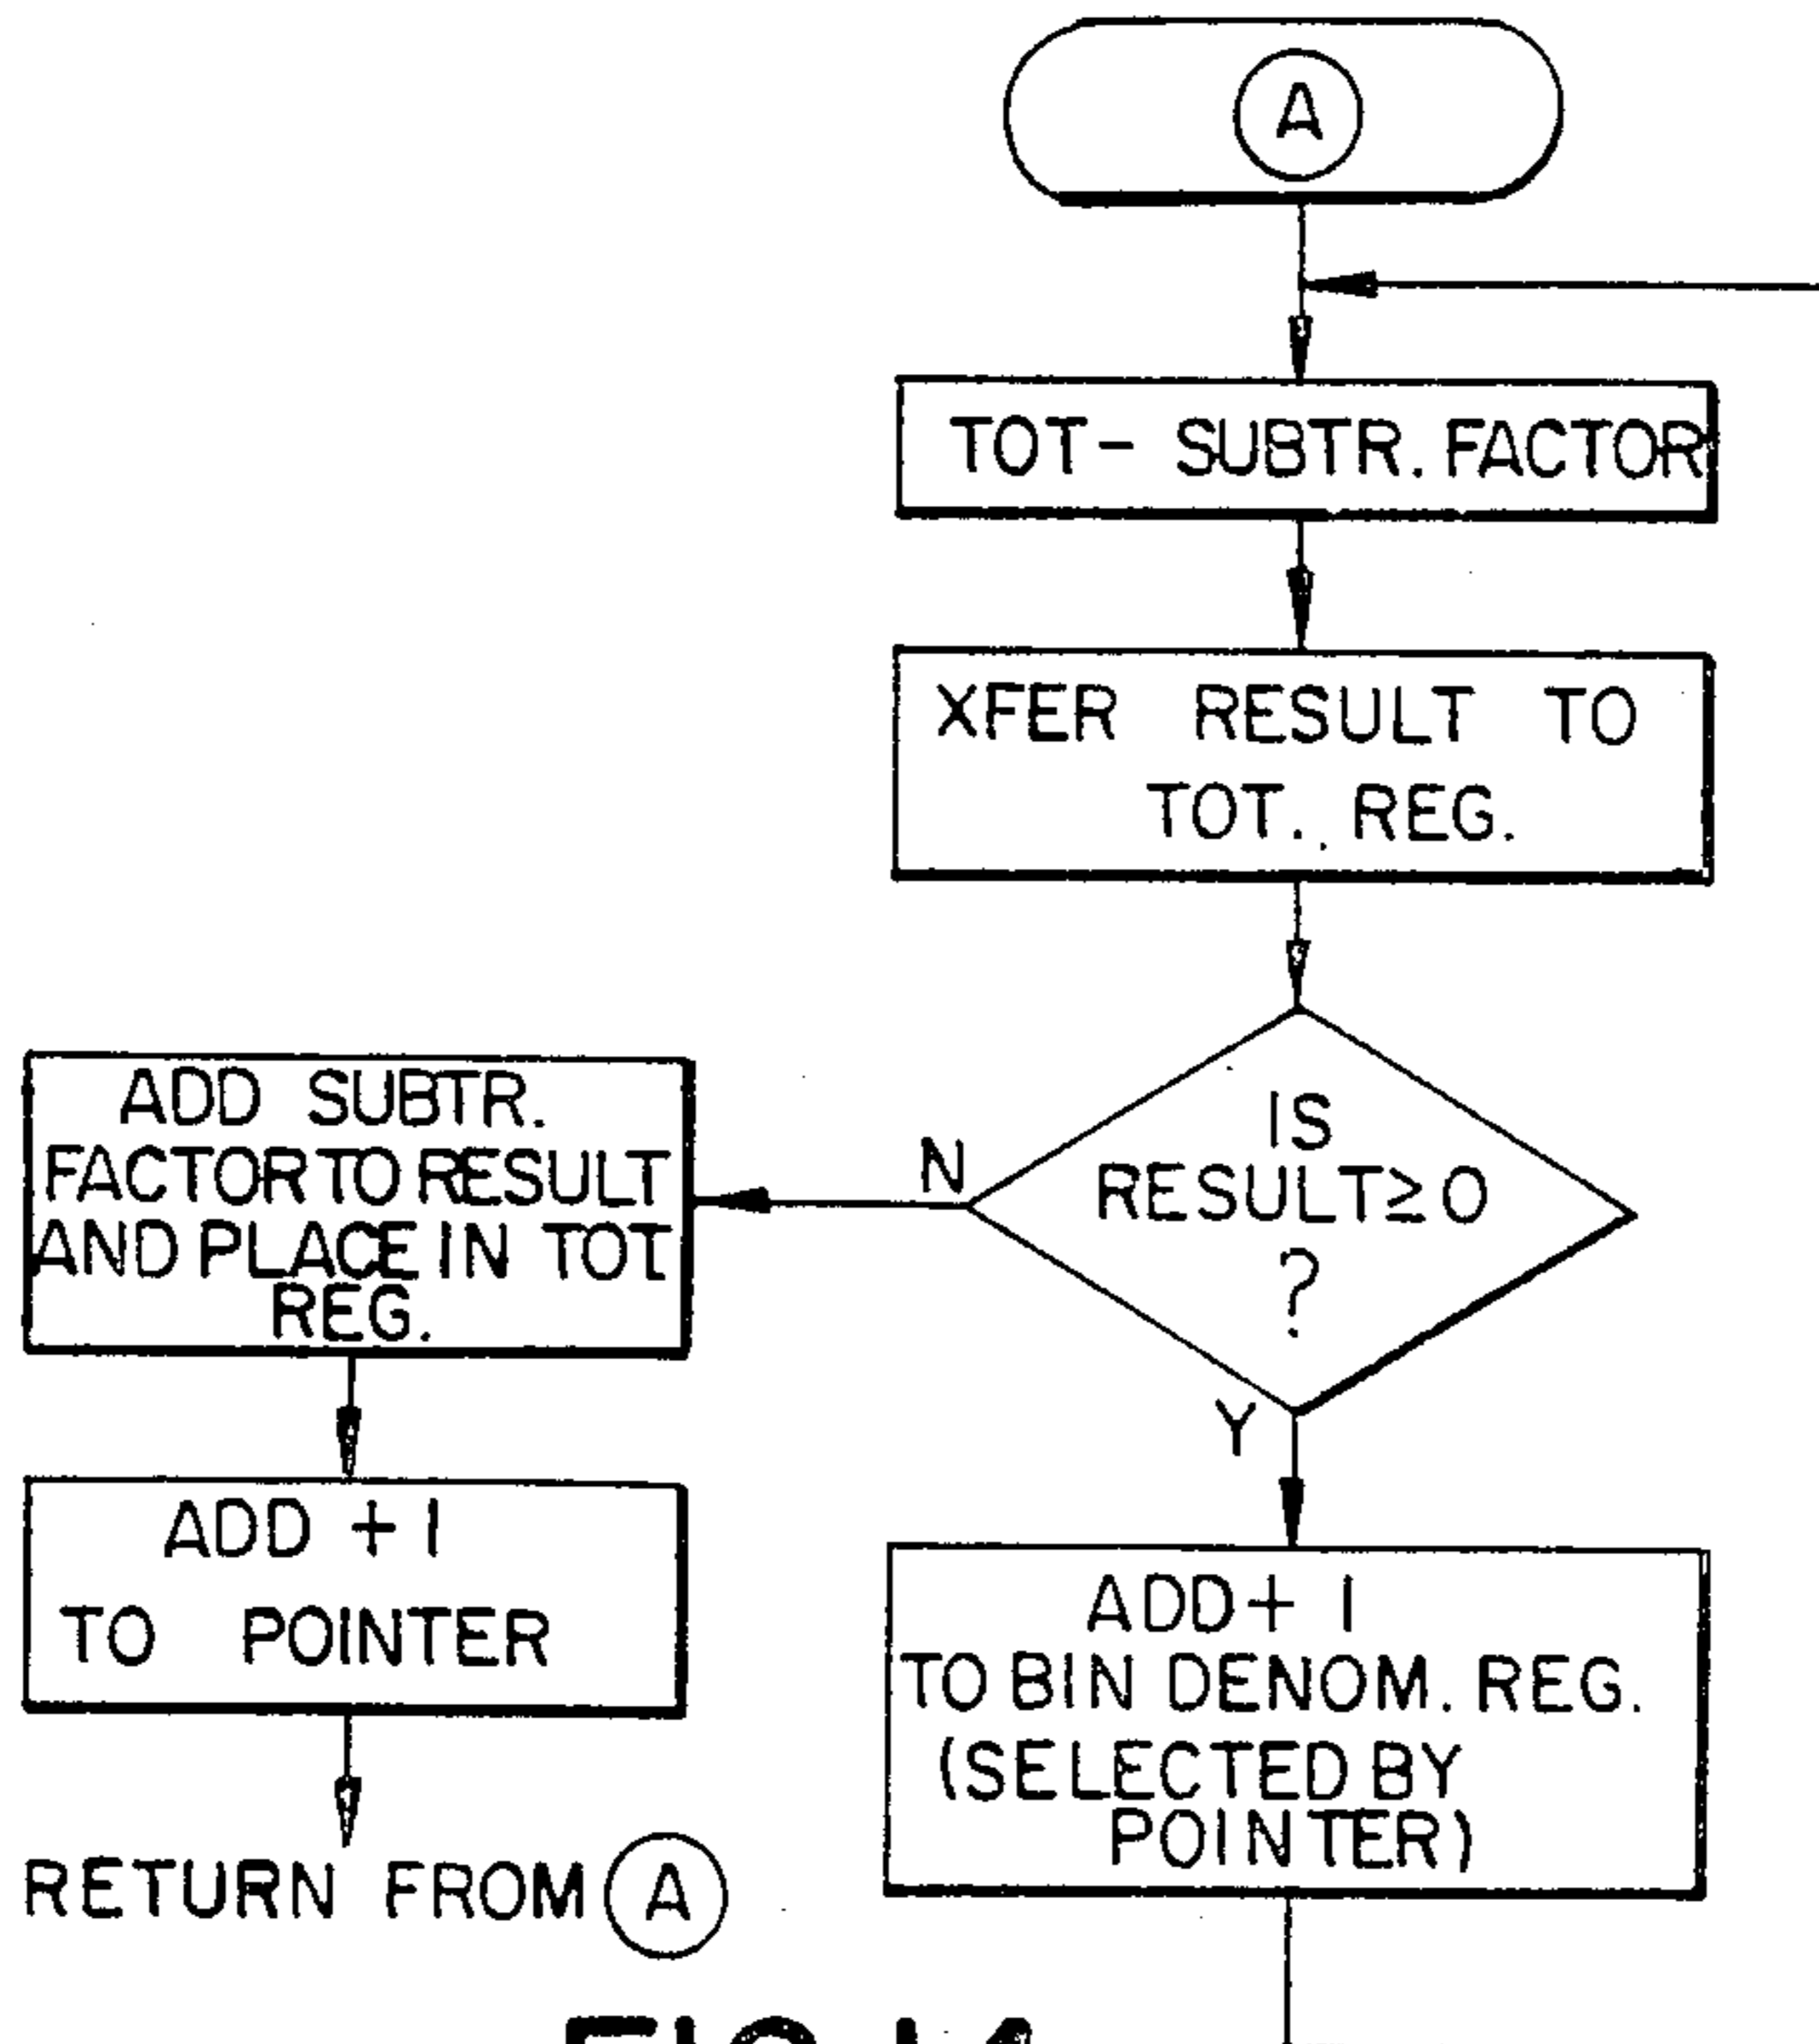 A
TOT- SUBTR. FACTOR
XFER RESULT TO
TOT. REG.
IS
RESULT≥0
?
N
Y
ADD SUBTR.
FACTOR TO RESULT
AND PLACE IN TOT
REG.
ADD +1
TO POINTER
RETURN FROM A
ADD+ 1
TO BIN DENOM. REG.
(SELECTED BY
POINTER)